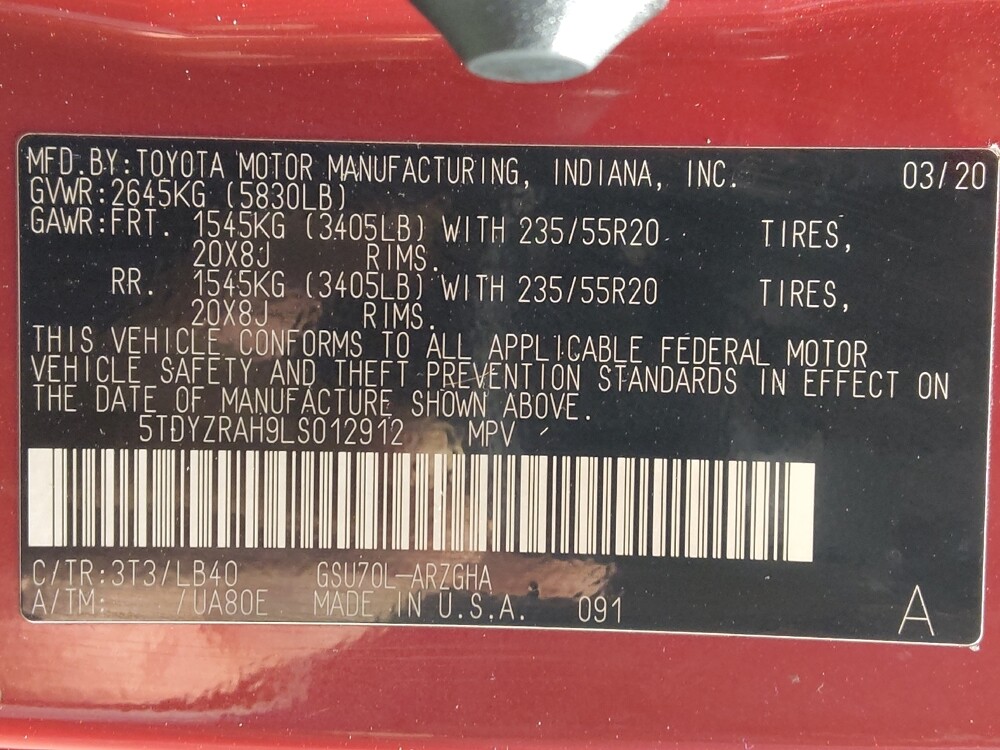 MFD.BY:TOYOTA MOTOR MANUFACTURING, INDIANA, INC. 03/20
GVWR:2645KG (5830LB)
GAWR:FRT. 1545KG (3405LB) WITH 235/55R20 TIRES,
20X8J RIMS.
RR. 1545KG (3405LB) WITH 235/55R20 TIRES,
20X8J RIMS.
THIS VEHICLE CONFORMS TO ALL APPLICABLE FEDERAL MOTOR
VEHICLE SAFETY AND THEFT PREVENTION STANDARDS IN EFFECT ON
THE DATE OF MANUFACTURE SHOWN ABOVE.
5TDYZRAH9LS012912 MPV
C/TR:3T3/LB40 GSU70L-ARZGHA
A/TM: /UA80E MADE IN U.S.A. 091 A